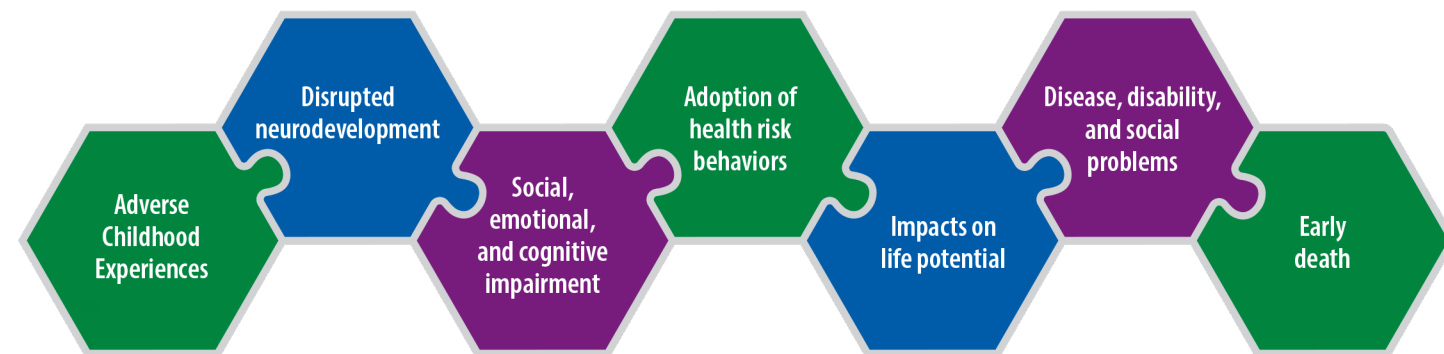 Adverse
Childhood
Experiences
Disrupted
neurodevelopment
Social,
emotional,
and cognitive
impairment
Adoption of
health risk
behaviors
Impacts on
life potential
Disease, disability,
and social
problems
Early
death